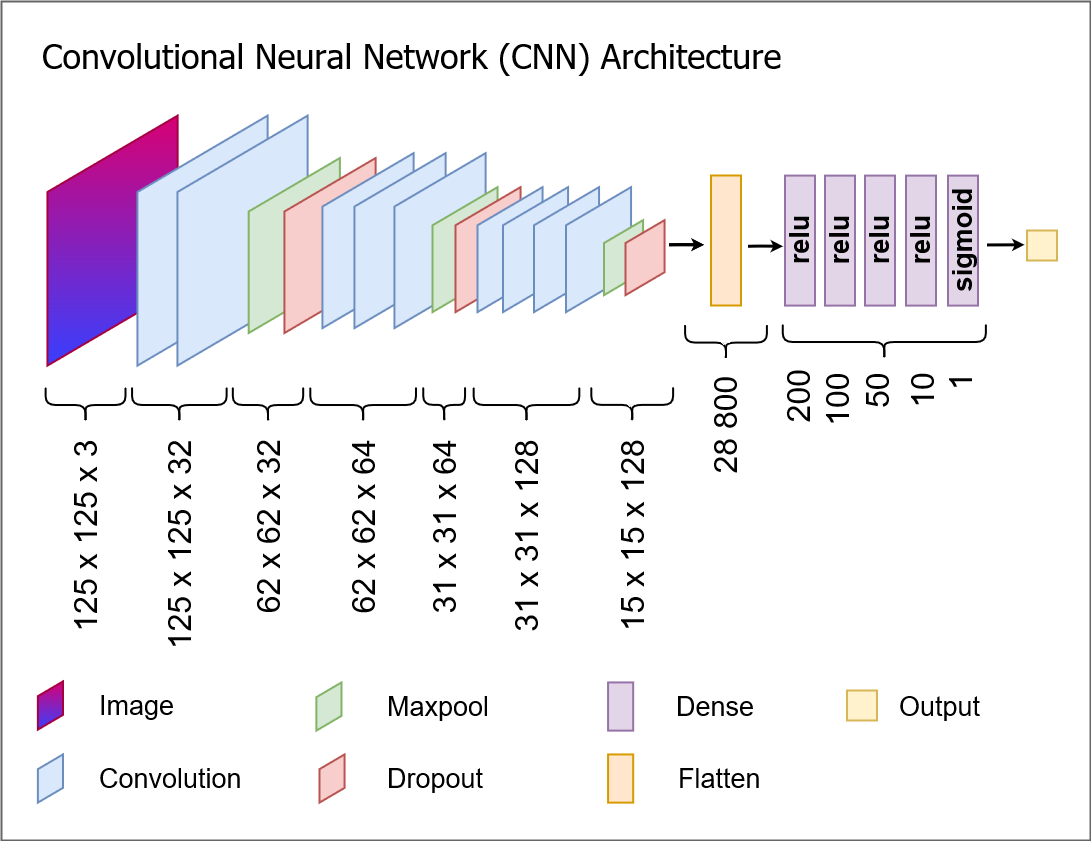 Convolutional Neural Network (CNN) Architecture
relu
relu
relu
relu
sigmoid
125 x 125 x 3
125 x 125 x 32
62 x 62 x 32
62 x 62 x 64
31 x 31 x 64
31 x 31 x 128
15 x 15 x 128
28 800
200
100
50
10
1
Image
Maxpool
Dense
Output
Convolution
Dropout
Flatten